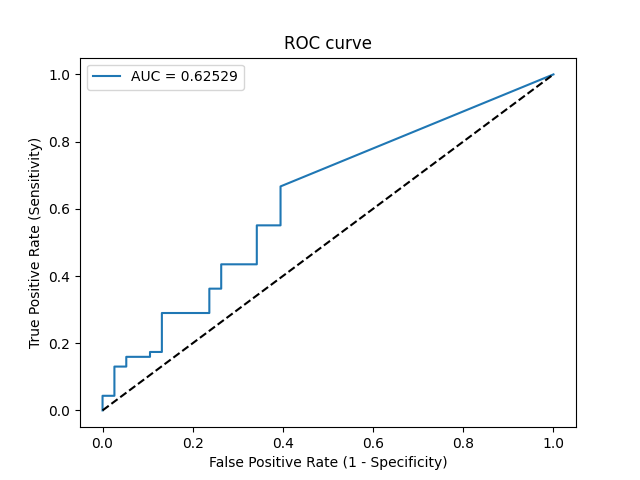 ROC curve
AUC = 0.62529
1.0
0.8
0.6
0.4
0.2
0.0
True Positive Rate (Sensitivity)
0.0 0.2 0.4 0.6 0.8 1.0
False Positive Rate (1 - Specificity)